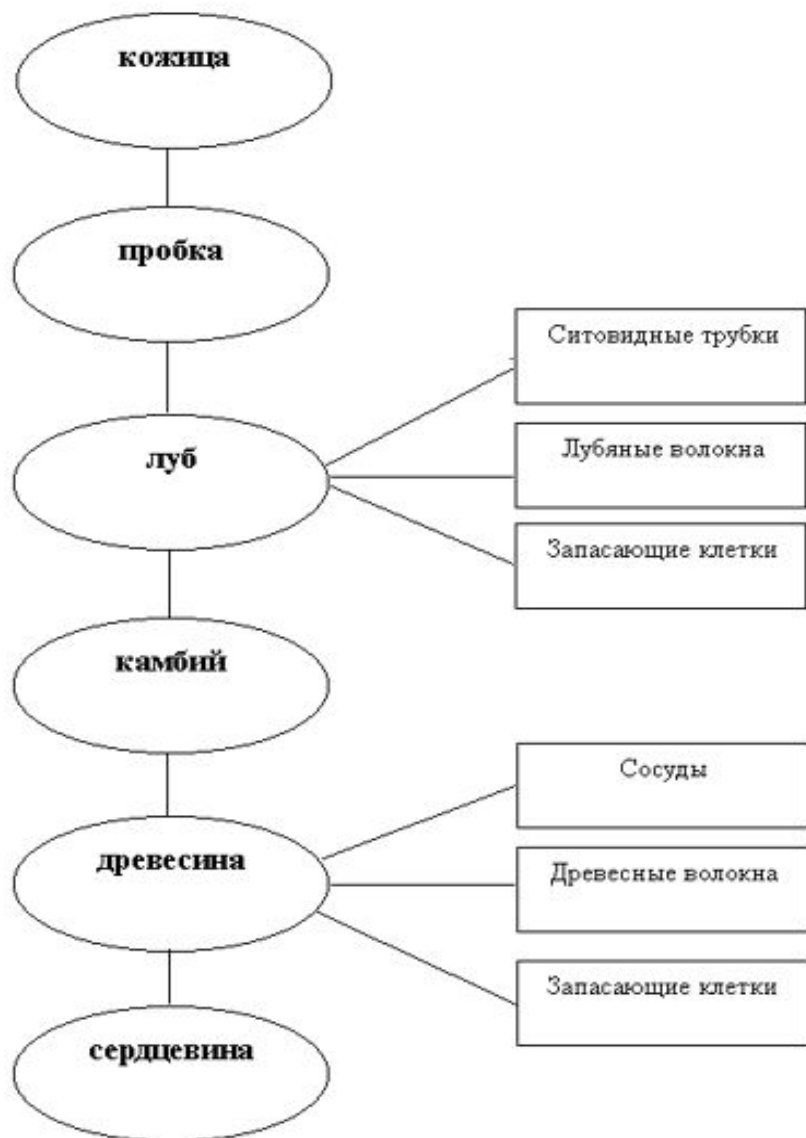 кожица
пробка
Ситовидные трубки
луб
Лубяные волокна
Запасающие клетки
камбий
Сосуды
древесина
Древесные волокна
Запасающие клетки
сердцевина